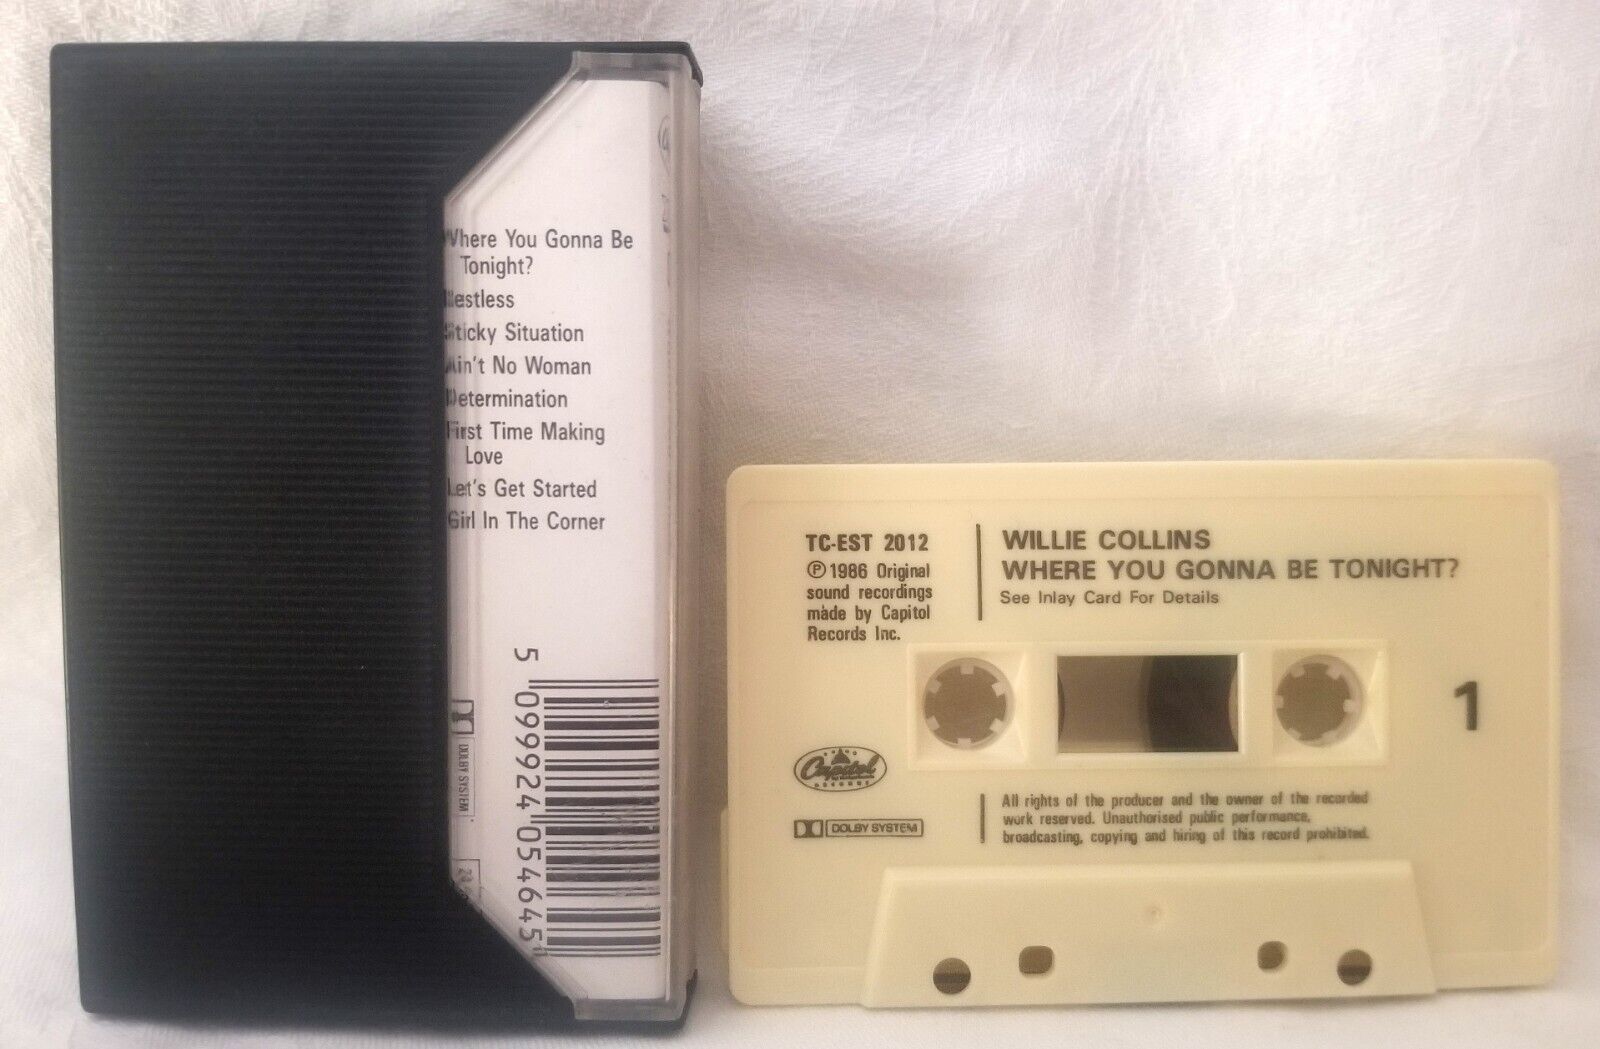 Where You Gonna Be
Tonight?
Restless
Sticky Situation
Ain't No Woman
Determination
First Time Making
Love
Let's Get Started
Girl In The Corner
DOLBY SYSTEM
5 099924 054645
TC-EST 2012
Ⓟ 1986 Original
sound recordings
made by Capitol
Records Inc.
WILLIE COLLINS
WHERE YOU GONNA BE TONIGHT?
See Inlay Card For Details
1
Capitol
DOLBY SYSTEM
All rights of the producer and the owner of the recorded
work reserved. Unauthorised public performance,
broadcasting, copying and hiring of this record prohibited.